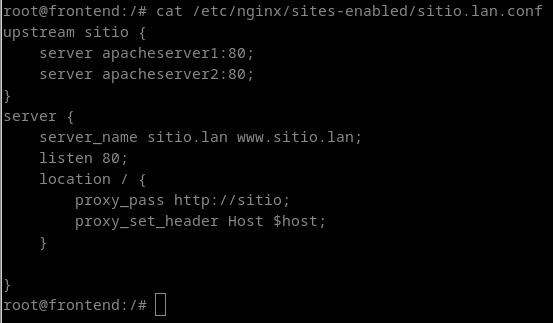 root@frontend:/# cat /etc/nginx/sites-enabled/sitio.lan.conf
upstream sitio {
    server apacheserver1:80;
    server apacheserver2:80;
}
server {
    server_name sitio.lan www.sitio.lan;
    listen 80;
    location / {
        proxy_pass http://sitio;
        proxy_set_header Host $host;
    }

}
root@frontend:/#